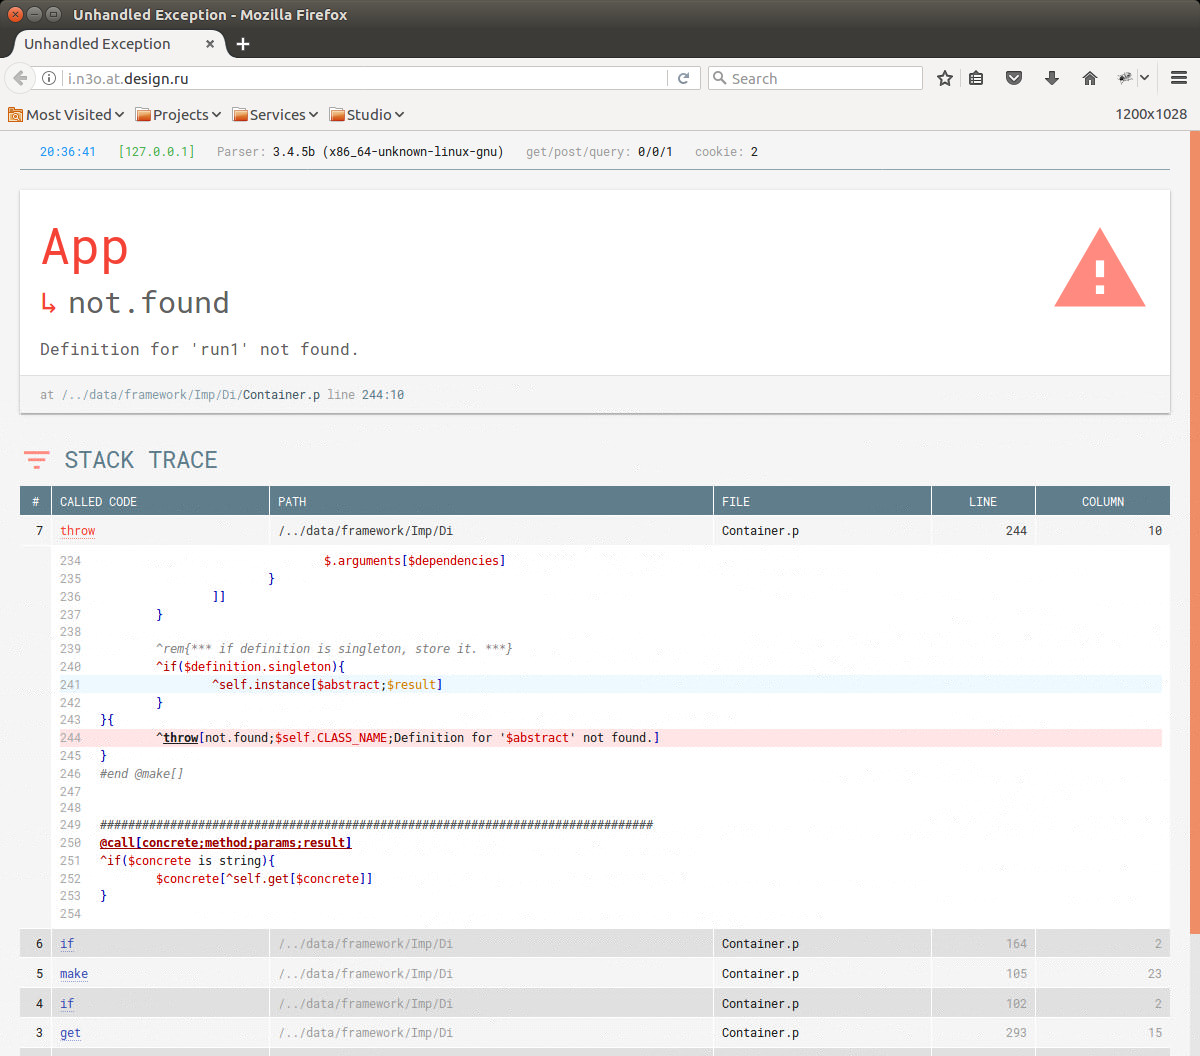 Unhandled Exception - Mozilla Firefox
Unhandled Exception × +
i.n3o.at.design.ru Search
Most Visited Projects Services Studio 1200x1028
20:36:41 [127.0.0.1] Parser: 3.4.5b (x86_64-unknown-linux-gnu) get/post/query: 0/0/1 cookie: 2
App
↳ not.found
Definition for 'run1' not found.
at /../data/framework/Imp/Di/Container.p line 244:10
STACK TRACE
# CALLED CODE PATH FILE LINE COLUMN
7 throw /../data/framework/Imp/Di Container.p 244 10
234 $.arguments[$dependencies]
235 }
236 ]]
237 }
238
239 ^rem{*** if definition is singleton, store it. ***}
240 ^if($definition.singleton){
241 ^self.instance[$abstract;$result]
242 }
243 }{
244 ^throw[not.found;$self.CLASS_NAME;Definition for '$abstract' not found.]
245 }
246 #end @make[]
247
248
249 ###############################################################################
250 @call[concrete;method;params;result]
251 ^if($concrete is string){
252 $concrete[^self.get[$concrete]]
253 }
254
6 if /../data/framework/Imp/Di Container.p 164 2
5 make /../data/framework/Imp/Di Container.p 105 23
4 if /../data/framework/Imp/Di Container.p 102 2
3 get /../data/framework/Imp/Di Container.p 293 15